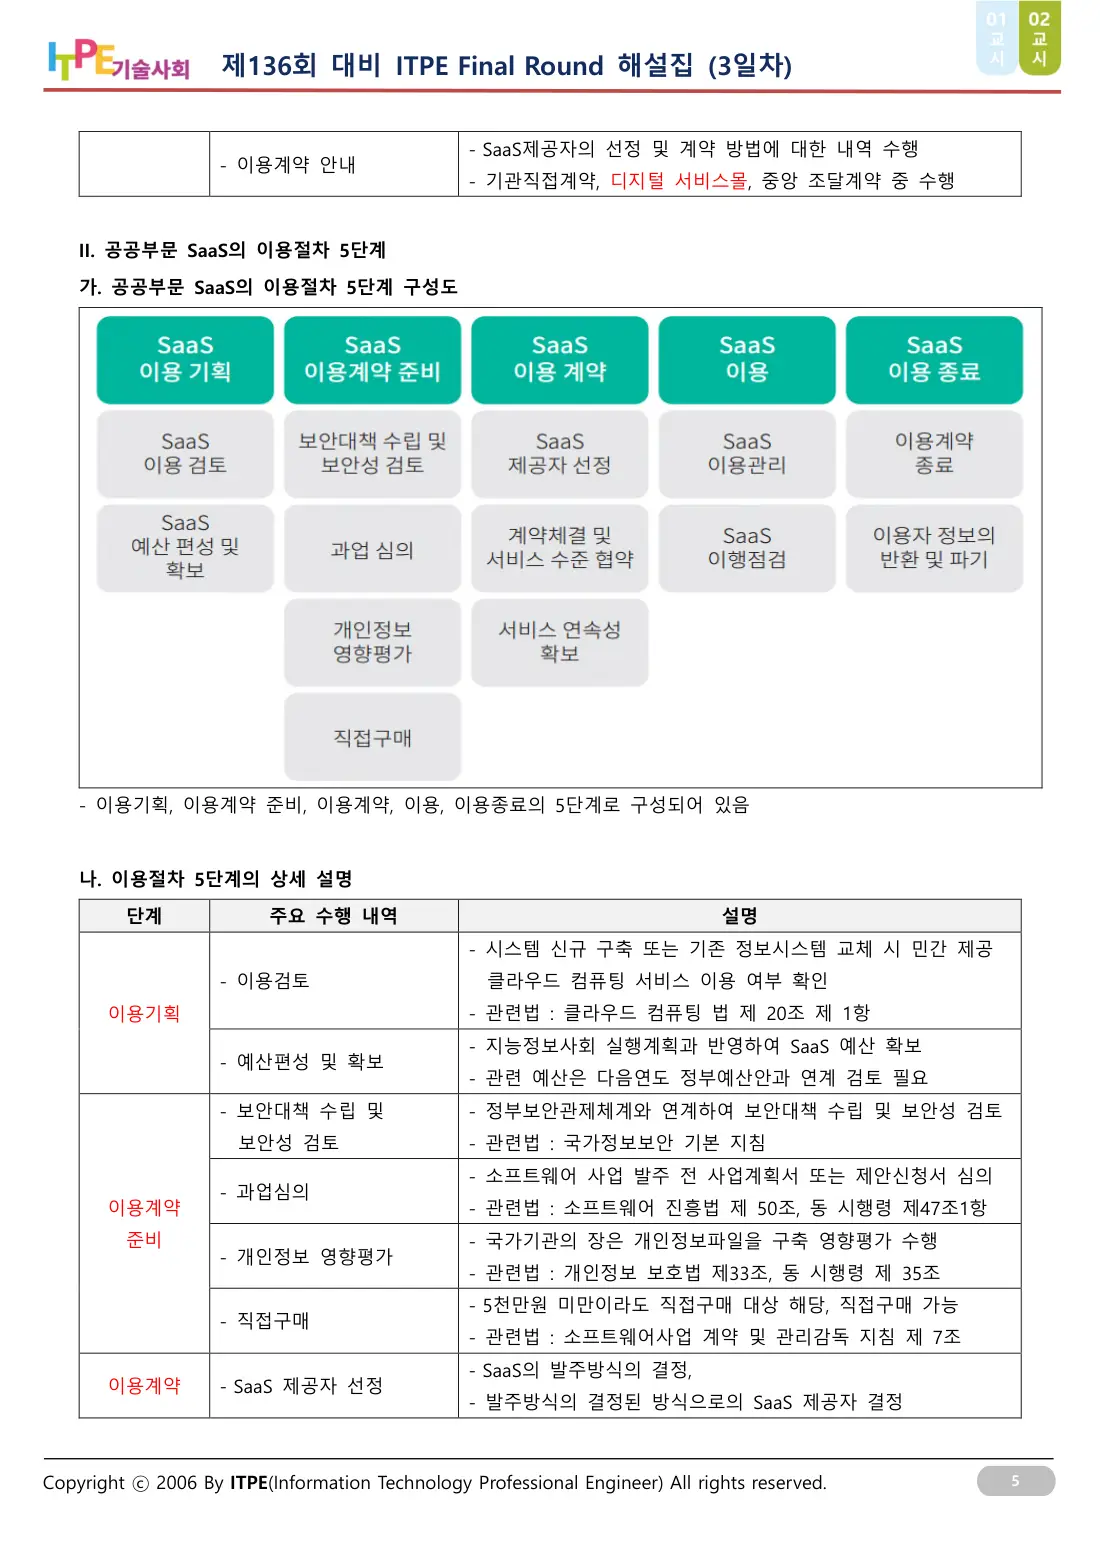 ITPE기술사회 제136회 대비 ITPE Final Round 해설집 (3일차)
01
교
시
02
교
시
- 이용계약 안내
- SaaS제공자의 선정 및 계약 방법에 대한 내역 수행
- 기관직접계약, 디지털 서비스몰, 중앙 조달계약 중 수행
II. 공공부문 SaaS의 이용절차 5단계
가. 공공부문 SaaS의 이용절차 5단계 구성도
SaaS
이용 기획
SaaS
이용계약 준비
SaaS
이용 계약
SaaS
이용
SaaS
이용 종료
SaaS
이용 검토
보안대책 수립 및
보안성 검토
SaaS
제공자 선정
SaaS
이용관리
이용계약
종료
SaaS
예산 편성 및
확보
과업 심의
계약체결 및
서비스 수준 협약
SaaS
이행점검
이용자 정보의
반환 및 파기
개인정보
영향평가
서비스 연속성
확보
직접구매
- 이용기획, 이용계약 준비, 이용계약, 이용, 이용종료의 5단계로 구성되어 있음
나. 이용절차 5단계의 상세 설명
단계 주요 수행 내역 설명
이용기획
- 이용검토
- 시스템 신규 구축 또는 기존 정보시스템 교체 시 민간 제공
클라우드 컴퓨팅 서비스 이용 여부 확인
- 관련법 : 클라우드 컴퓨팅 법 제 20조 제 1항
- 예산편성 및 확보
- 지능정보사회 실행계획과 반영하여 SaaS 예산 확보
- 관련 예산은 다음연도 정부예산안과 연계 검토 필요
이용계약
준비
- 보안대책 수립 및
보안성 검토
- 정부보안관제체계와 연계하여 보안대책 수립 및 보안성 검토
- 관련법 : 국가정보보안 기본 지침
- 과업심의
- 소프트웨어 사업 발주 전 사업계획서 또는 제안신청서 심의
- 관련법 : 소프트웨어 진흥법 제 50조, 동 시행령 제47조1항
- 개인정보 영향평가
- 국가기관의 장은 개인정보파일을 구축 영향평가 수행
- 관련법 : 개인정보 보호법 제33조, 동 시행령 제 35조
- 직접구매
- 5천만원 미만이라도 직접구매 대상 해당, 직접구매 가능
- 관련법 : 소프트웨어사업 계약 및 관리감독 지침 제 7조
이용계약
- SaaS 제공자 선정
- SaaS의 발주방식의 결정,
- 발주방식의 결정된 방식으로의 SaaS 제공자 결정
Copyright ⓒ 2006 By ITPE(Information Technology Professional Engineer) All rights reserved.
5